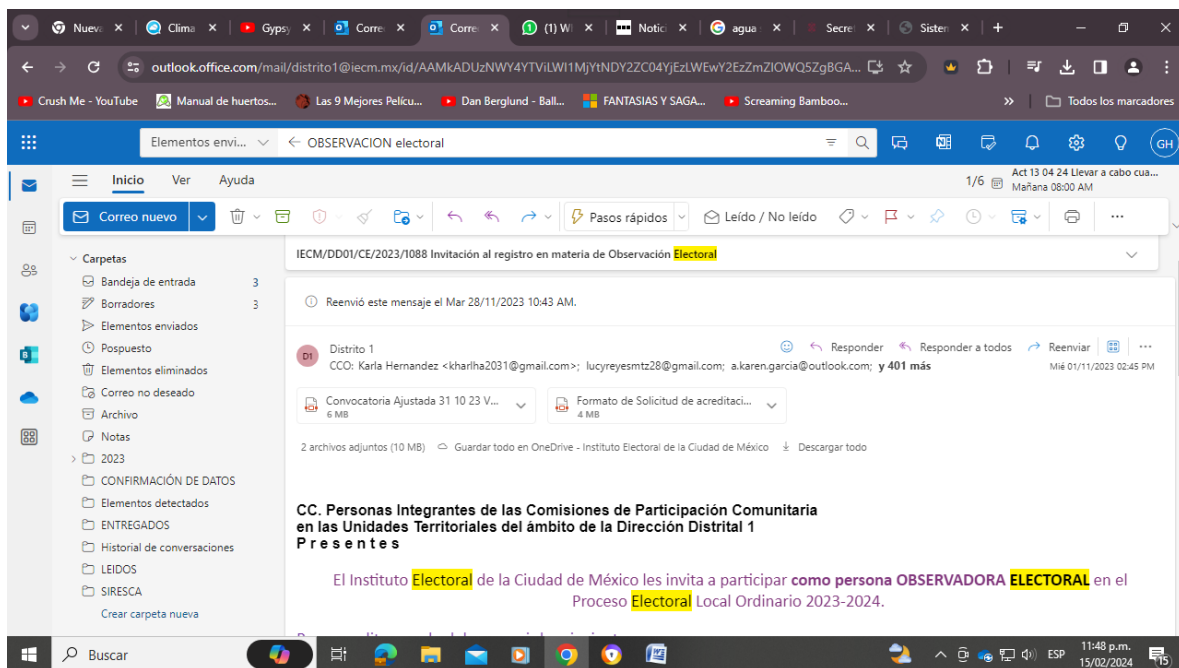 Nueva
Clima
Gypsy
Corre
Corre
(1) W
Notici
agua
Secret
Sistem
outlook.office.com/mail/distrito1@iecm.mx/id/AAMkADUzNWY4YTViLWI1MjYtNDY2ZC04YjEzLWEwY2EzZmZlOWQ5ZgBGA...
Crush Me - YouTube
Manual de huertos...
Las 9 Mejores Pelícu...
Dan Berglund - Ball...
FANTASIAS Y SAGA...
Screaming Bamboo...
»
Todos los marcadores
Elementos envi...
OBSERVACION electoral
GH
Inicio Ver Ayuda
1/6
Act 13 04 24 Llevar a cabo cua...
Mañana 08:00 AM
Correo nuevo
Pasos rápidos
Leído / No leído
Carpetas
Bandeja de entrada 3
Borradores 3
Elementos enviados
Pospuesto
Elementos eliminados
Correo no deseado
Archivo
Notas
2023
CONFIRMACIÓN DE DATOS
Elementos detectados
ENTREGADOS
Historial de conversaciones
LEIDOS
SIRESCA
Crear carpeta nueva
IECM/DD01/CE/2023/1088 Invitación al registro en materia de Observación Electoral
Reenvió este mensaje el Mar 28/11/2023 10:43 AM.
D1
Distrito 1
Responder Responder a todos Reenviar
CCO: Karla Hernandez <kharlha2031@gmail.com>; lucyreyesmtz28@gmail.com; a.karen.garcia@outlook.com; y 401 más
Mié 01/11/2023 02:45 PM
Convocatoria Ajustada 31 10 23 V...
6 MB
Formato de Solicitud de acreditaci...
4 MB
2 archivos adjuntos (10 MB) Guardar todo en OneDrive - Instituto Electoral de la Ciudad de México Descargar todo
CC. Personas Integrantes de las Comisiones de Participación Comunitaria
en las Unidades Territoriales del ámbito de la Dirección Distrital 1
P r e s e n t e s
El Instituto Electoral de la Ciudad de México les invita a participar como persona OBSERVADORA ELECTORAL en el
Proceso Electoral Local Ordinario 2023-2024.
Buscar
ESP
11:48 p.m.
15/02/2024
15